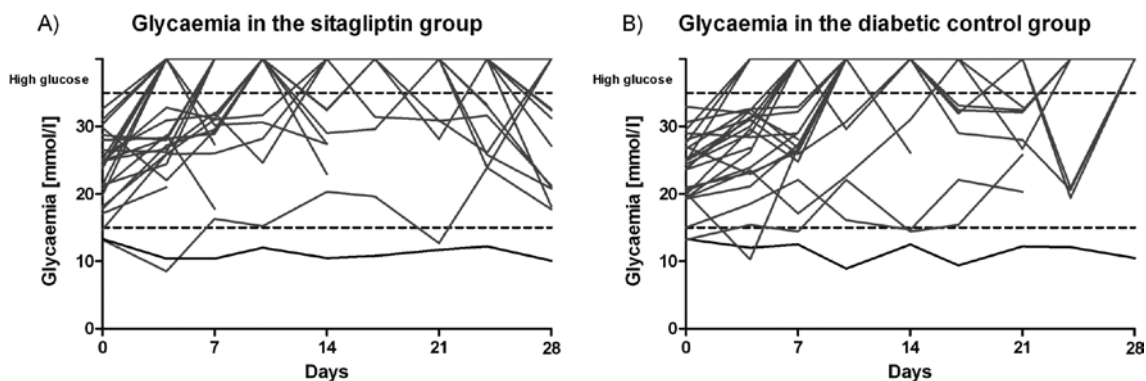 A) Glycaemia in the sitagliptin group
High glucose
30
20
10
0
Glycaemia [mmol/l]
0 7 14 21 28
Days
B) Glycaemia in the diabetic control group
High glucose
30
20
10
0
Glycaemia [mmol/l]
0 7 14 21 28
Days